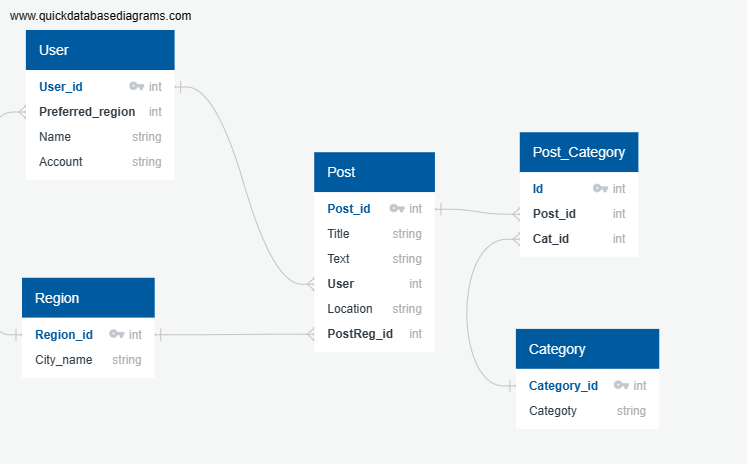 www.quickdatabasediagrams.com
User
User_id int
Preferred_region int
Name string
Account string
Post
Post_id int
Title string
Text string
User int
Location string
PostReg_id int
Post_Category
Id int
Post_id int
Cat_id int
Region
Region_id int
City_name string
Category
Category_id int
Categoty string